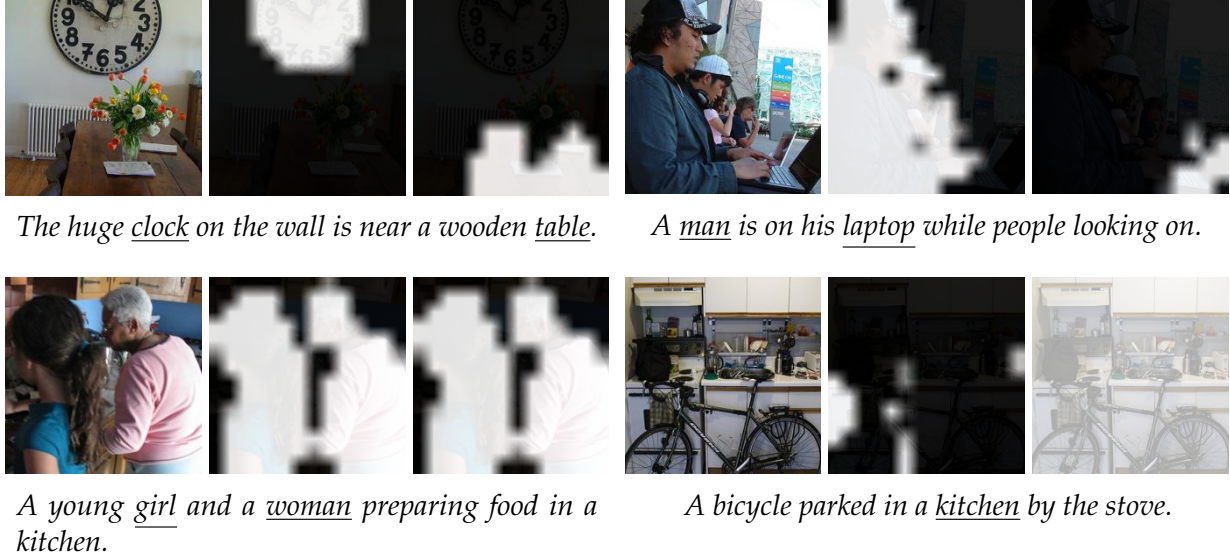 The huge clock on the wall is near a wooden table.
A man is on his laptop while people looking on.
A young girl and a woman preparing food in a
kitchen.
A bicycle parked in a kitchen by the stove.